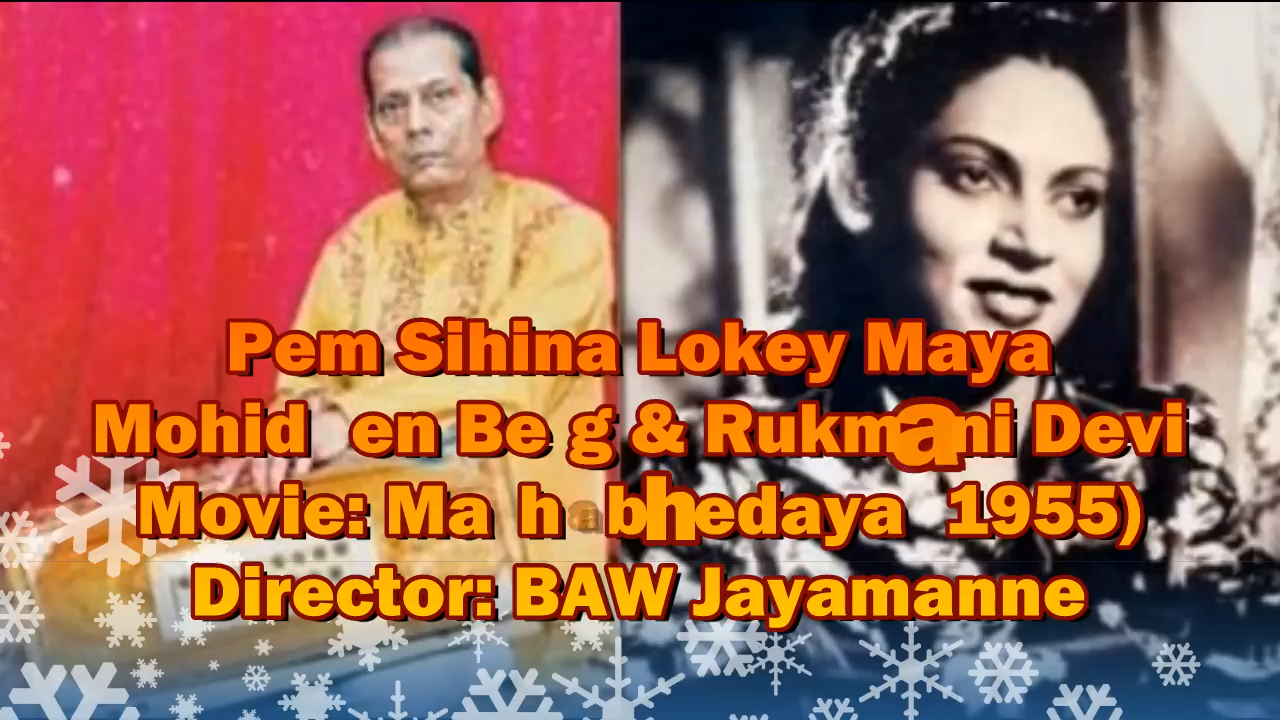 Pem Sihina Lokey Maya
Mohid en Be g & Rukmani Devi
Movie: Ma h a bhedaya 1955)
Director: BAW Jayamanne